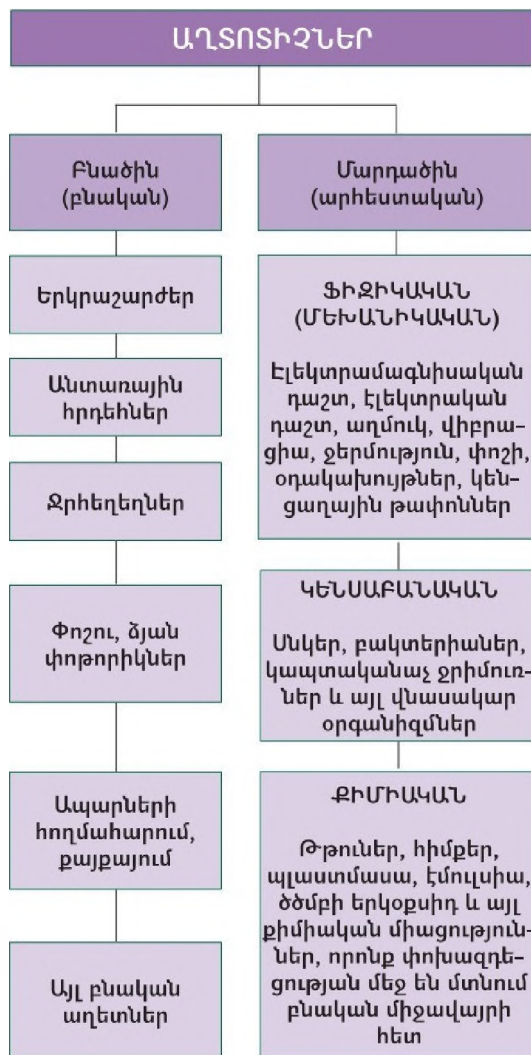 ԱՂՏՈՏԻՉՆԵՐ
Բնածին
(բնական)
Երկրաշարժեր
Անտառային
հրդեհներ
Ջրհեղեղներ
Փոշու, ձյան
փոթորիկներ
Ապարների
հողմահարում,
քայքայում
Այլ բնական
աղետներ
Մարդածին
(արհեստական)
ՖԻԶԻԿԱԿԱՆ
(ՄԵԽԱՆԻԿԱԿԱՆ)
Էլեկտրամագնիսական
դաշտ, էլեկտրական
դաշտ, աղմուկ, վիբրա-
ցիա, ջերմություն, փոշի,
օդակախույթներ, կեն-
ցաղային թափոններ
ԿԵՆՍԱԲԱՆԱԿԱՆ
Սնկեր, բակտերիաներ,
կապտականաչ ջրիմուռ-
ներ և այլ վնասակար
օրգանիզմներ
ՔԻՄԻԱԿԱՆ
Թթուներ, հիմքեր,
պլաստմասա, էմուլսիա,
ծծմբի երկօքսիդ և այլ
քիմիական միացություն-
ներ, որոնք փոխազդե-
ցության մեջ են մտնում
բնական միջավայրի
հետ